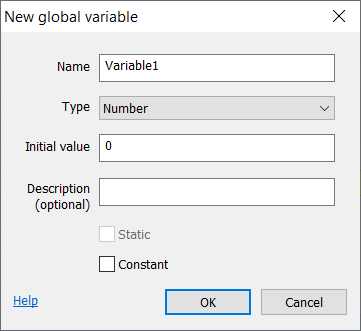 New global variable
Name Variable1
Type Number
Initial value 0
Description
(optional)
Static
Constant
Help OK Cancel